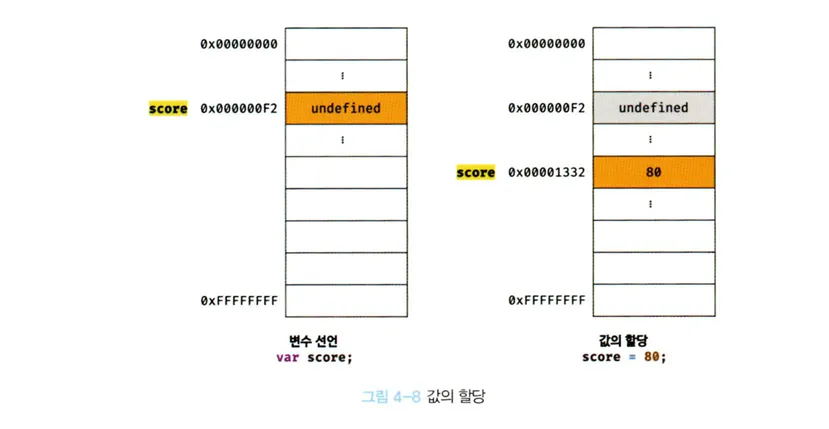 0x00000000
⋮
score 0x000000F2 undefined
⋮
0xFFFFFFFF
변수 선언
var score;
0x00000000
⋮
0x000000F2 undefined
⋮
score 0x00001332 80
⋮
0xFFFFFFFF
값의 할당
score = 80;
그림 4-8 값의 할당